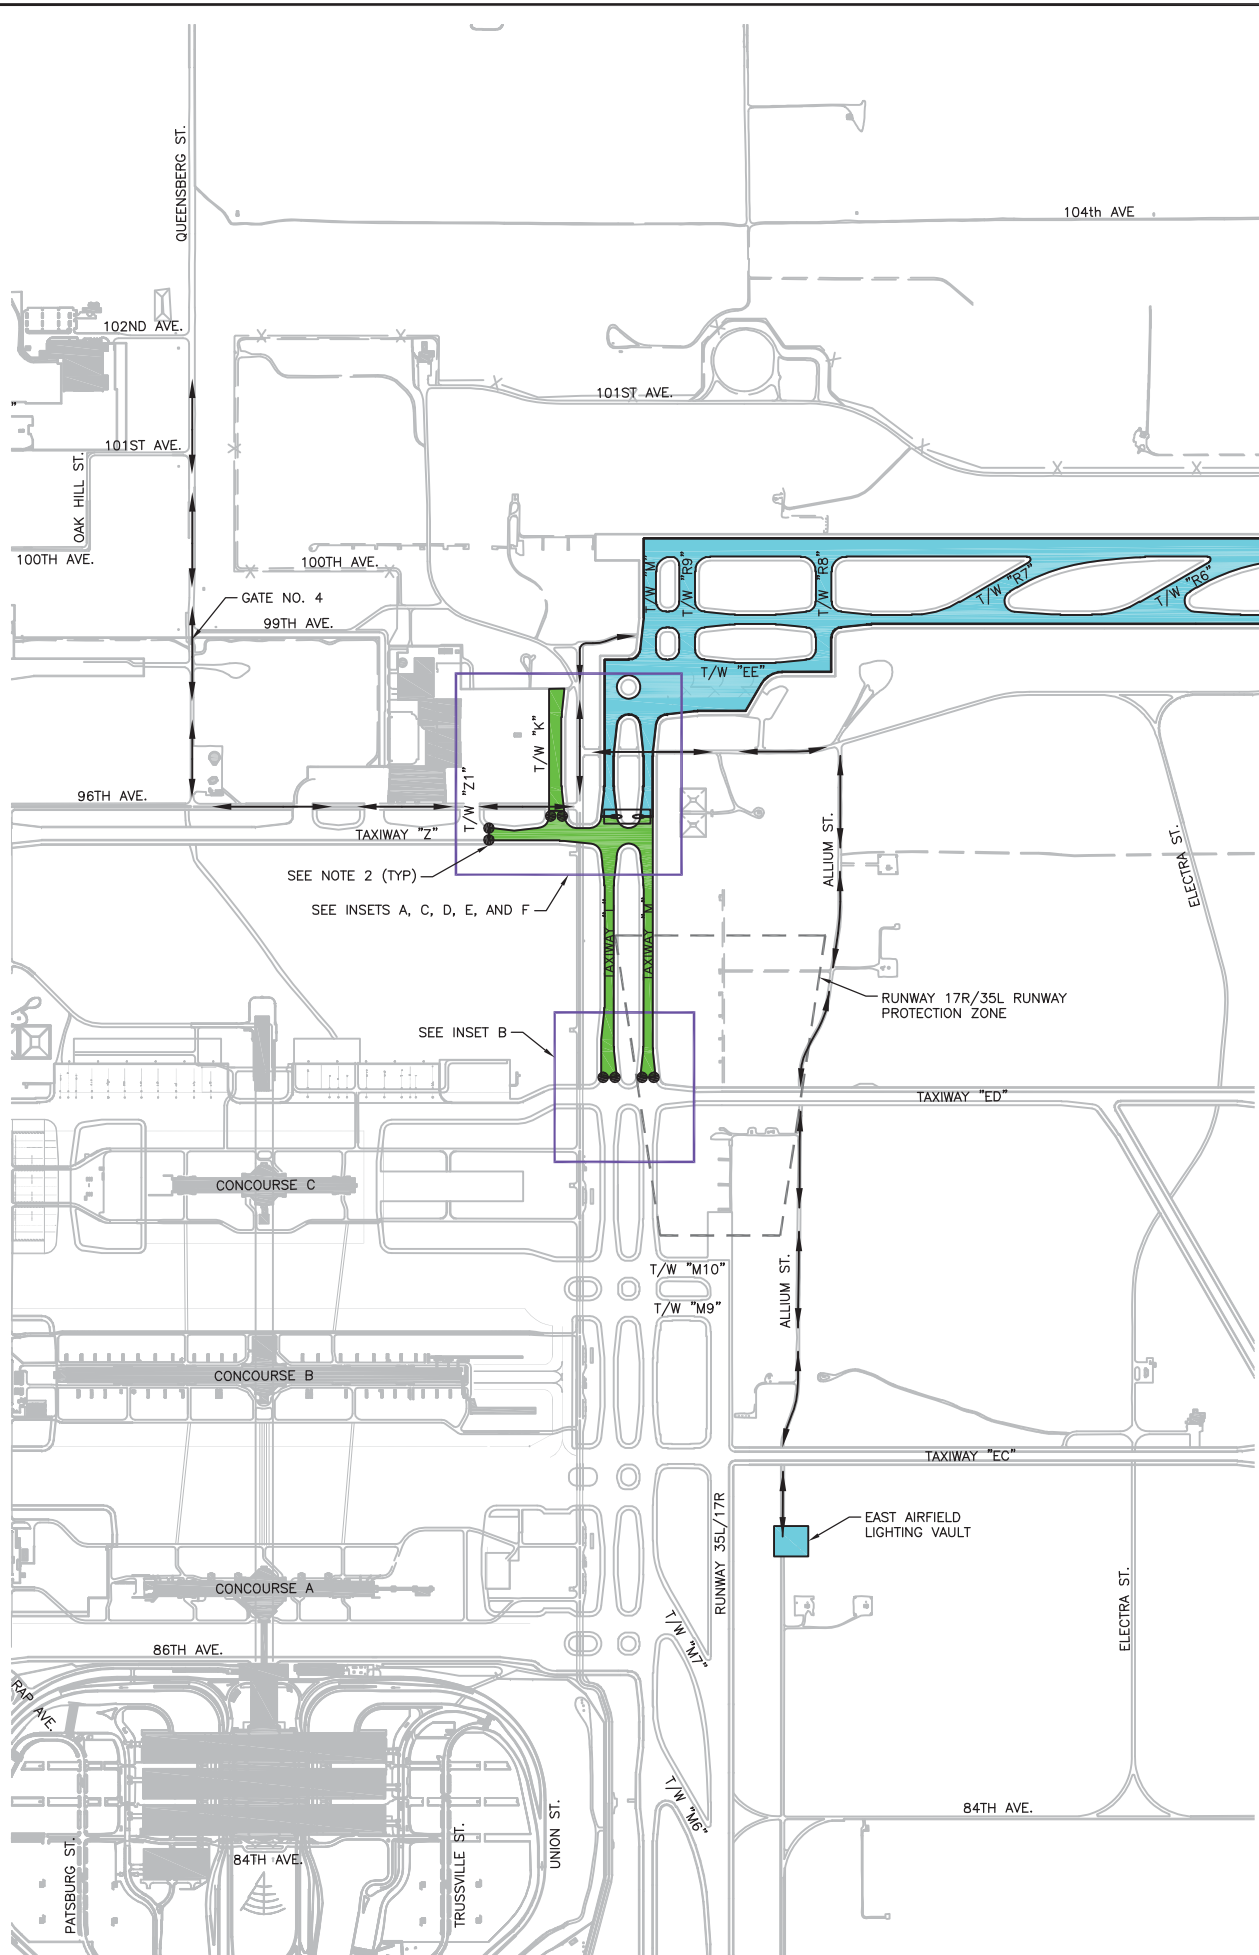 QUEENSBERG ST.
104th AVE
102ND AVE.
101ST AVE.
101ST AVE.
OAK HILL ST.
100TH AVE.
100TH AVE.
T/W "M"
T/W "R9"
T/W "R8"
T/W "R7"
T/W "R6"
GATE NO. 4
99TH AVE.
T/W "EE"
T/W "K"
T/W "Z1"
96TH AVE.
TAXIWAY "Z"
SEE NOTE 2 (TYP)
SEE INSETS A, C, D, E, AND F
ALLIUM ST.
ELECTRA ST.
TAXIWAY "L"
TAXIWAY "M"
RUNWAY 17R/35L RUNWAY
PROTECTION ZONE
SEE INSET B
TAXIWAY "ED"
CONCOURSE C
T/W "M10"
T/W "M9"
ALLIUM ST.
CONCOURSE B
TAXIWAY "EC"
RUNWAY 35L/17R
EAST AIRFIELD
LIGHTING VAULT
CONCOURSE A
ELECTRA ST.
86TH AVE.
T/W "M7"
RAP AVE.
T/W "M6"
84TH AVE.
UNION ST.
84TH AVE.
PATSBURG ST.
TRUSSVILLE ST.